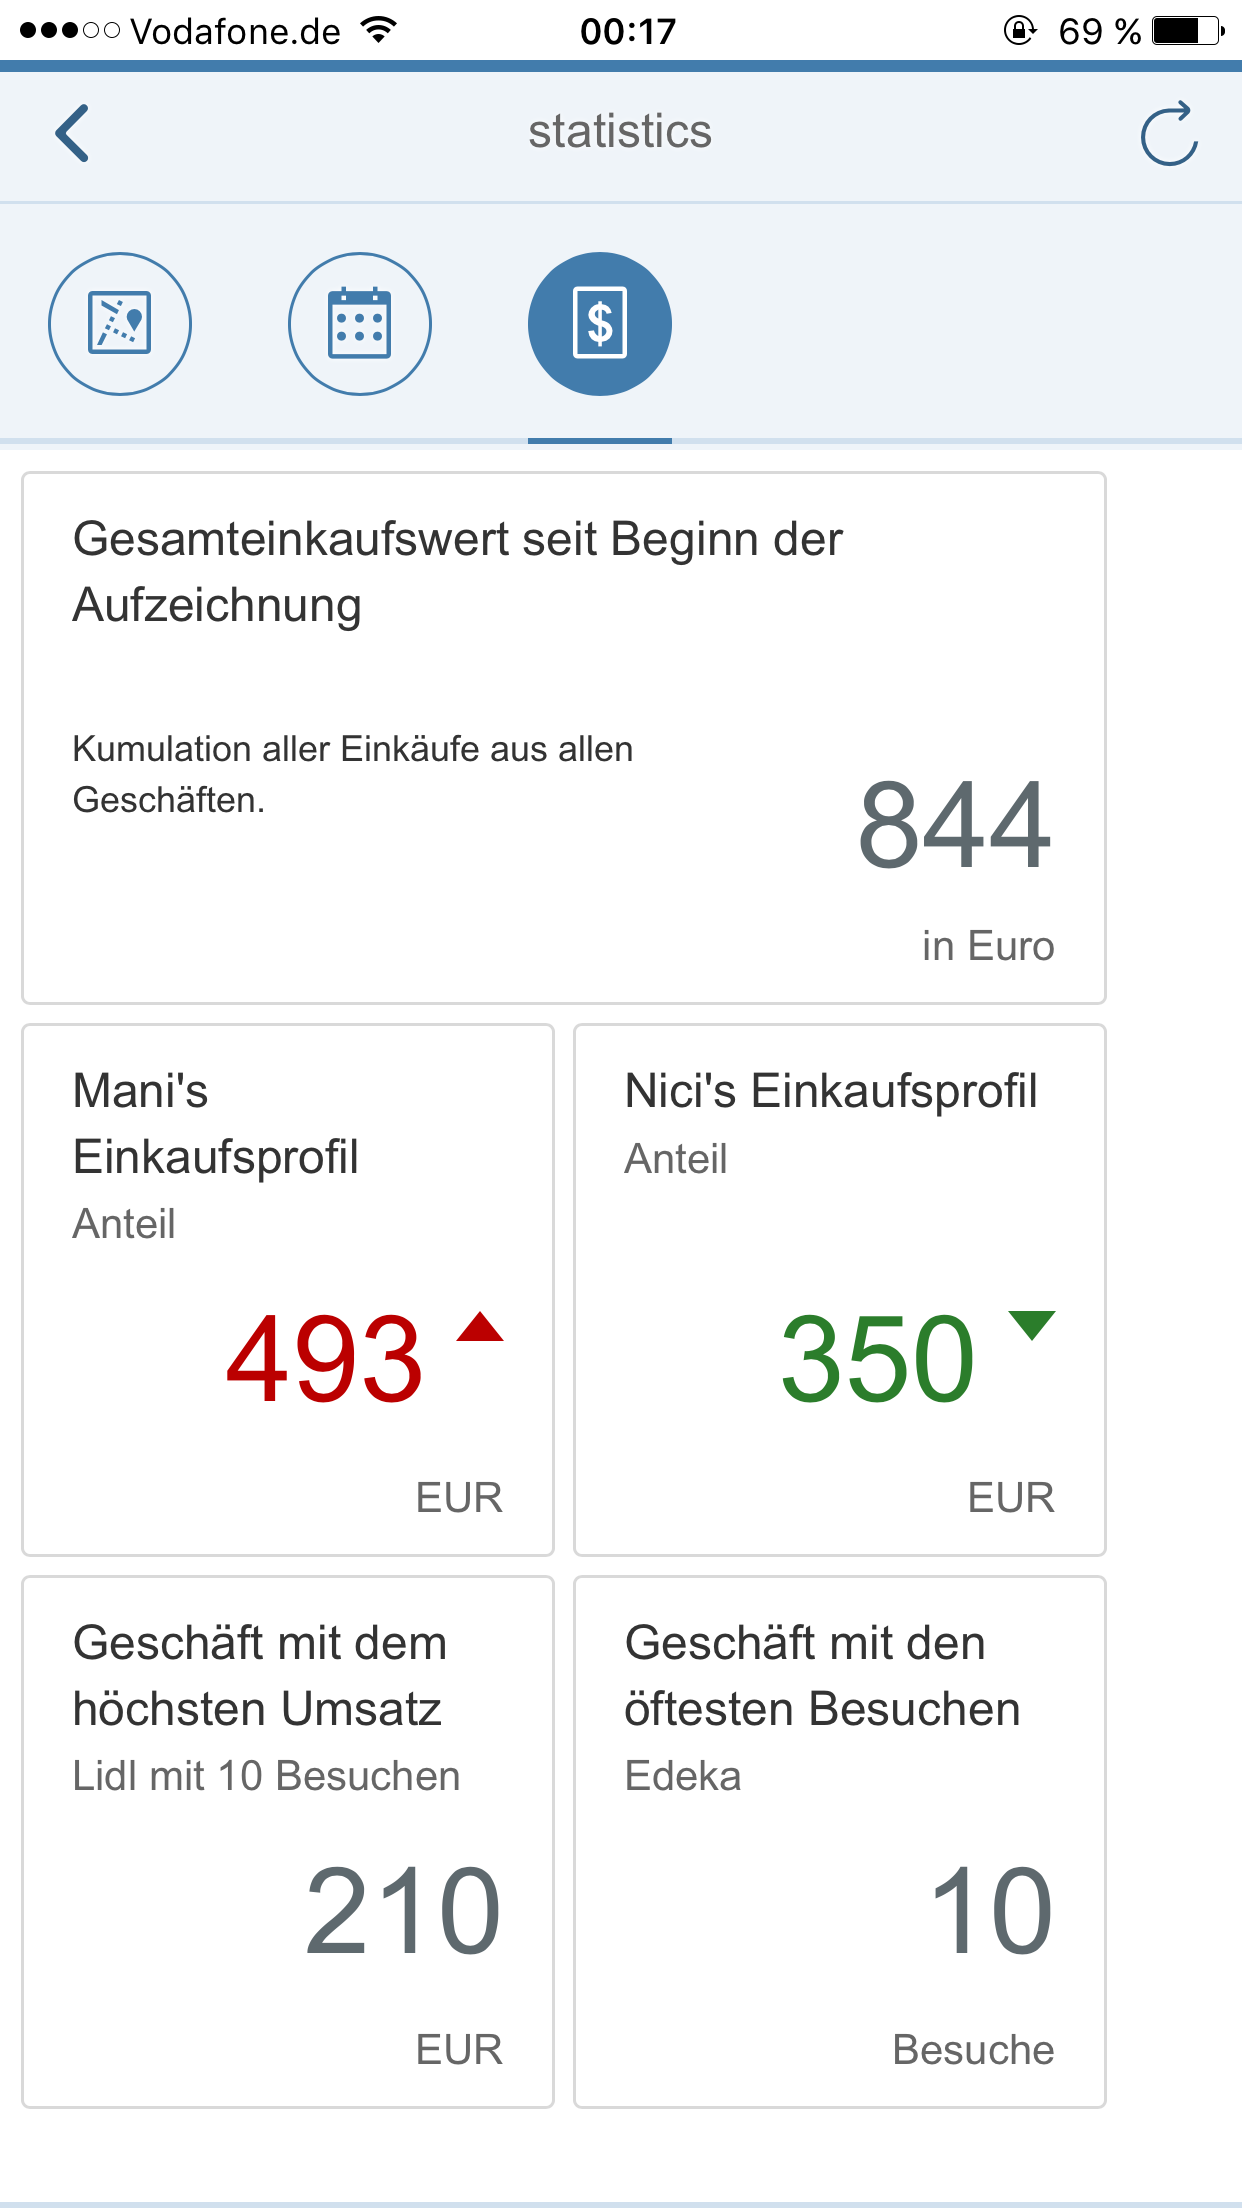 Vodafone.de
00:17
69 %
statistics
$
Gesamteinkaufswert seit Beginn der
Aufzeichnung
Kumulation aller Einkäufe aus allen
Geschäften.
844
in Euro
Mani's
Einkaufsprofil
Anteil
493
EUR
Nici's Einkaufsprofil
Anteil
350
EUR
Geschäft mit dem
höchsten Umsatz
Lidl mit 10 Besuchen
210
EUR
Geschäft mit den
öftesten Besuchen
Edeka
10
Besuche